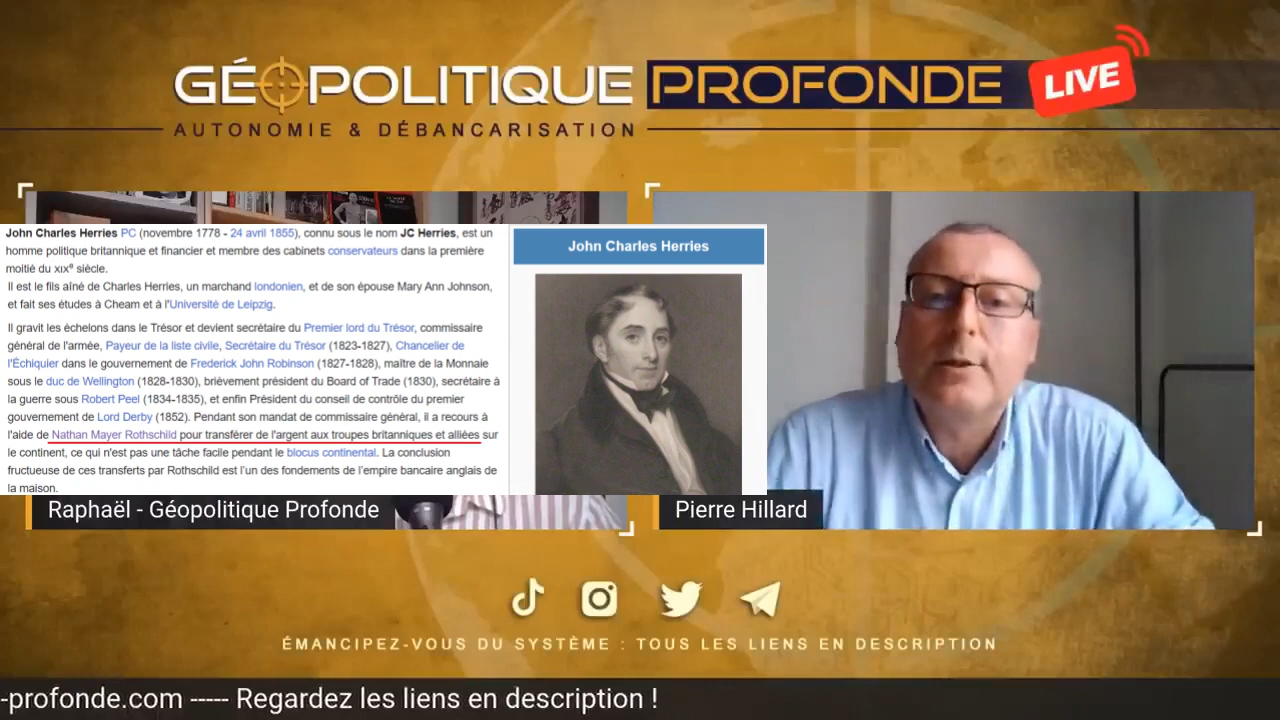 GÉOPOLITIQUE PROFONDE
LIVE
AUTONOMIE & DÉBANCARISATION
John Charles Herries PC (novembre 1778 - 24 avril 1855), connu sous le nom JC Herries, est un
homme politique britannique et financier et membre des cabinets conservateurs dans la première
moitié du XIXe siècle.
Il est le fils aîné de Charles Herries, un marchand londonien, et de son épouse Mary Ann Johnson,
et fait ses études à Cheam et à l'Université de Leipzig.
Il gravit les échelons dans le Trésor et devient secrétaire du Premier lord du Trésor, commissaire
général de l'armée, Payeur de la liste civile, Secrétaire du Trésor (1823-1827), Chancelier de
l'Échiquier dans le gouvernement de Frederick John Robinson (1827-1828), maître de la Monnaie
sous le duc de Wellington (1828-1830), brièvement président du Board of Trade (1830), secrétaire à
la guerre sous Robert Peel (1834-1835), et enfin Président du conseil de contrôle du premier
gouvernement de Lord Derby (1852). Pendant son mandat de commissaire général, il a recours à
l'aide de Nathan Mayer Rothschild pour transférer de l'argent aux troupes britanniques et alliées sur
le continent, ce qui n'est pas une tâche facile pendant le blocus continental. La conclusion
fructueuse de ces transferts par Rothschild est l'un des fondements de l'empire bancaire anglais de
la maison.
John Charles Herries
Raphaël - Géopolitique Profonde
Pierre Hillard
ÉMANCIPEZ-VOUS DU SYSTÈME : TOUS LES LIENS EN DESCRIPTION
-profonde.com ----- Regardez les liens en description !